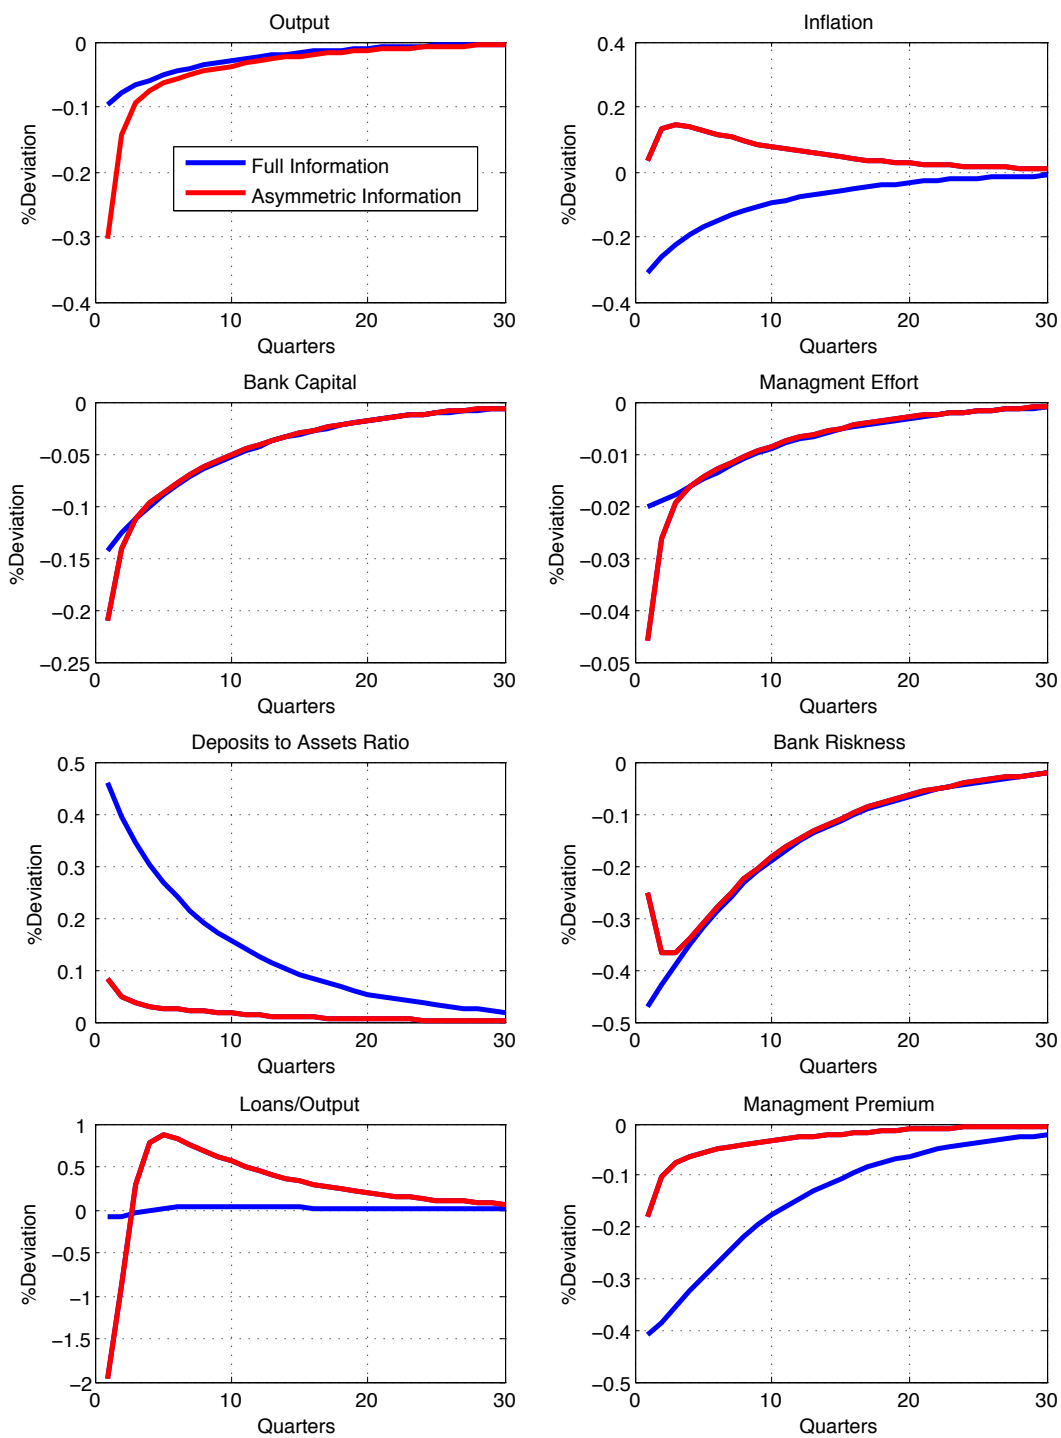 Output
%Deviation
0
−0.1
−0.2
−0.3
−0.4
Full Information
Asymmetric Information
0 10 20 30
Quarters
Inflation
%Deviation
0.4
0.2
0
−0.2
−0.4
0 10 20 30
Quarters
Bank Capital
%Deviation
0
−0.05
−0.1
−0.15
−0.2
−0.25
0 10 20 30
Quarters
Managment Effort
%Deviation
0
−0.01
−0.02
−0.03
−0.04
−0.05
0 10 20 30
Quarters
Deposits to Assets Ratio
%Deviation
0.5
0.4
0.3
0.2
0.1
0
0 10 20 30
Quarters
Bank Riskness
%Deviation
0
−0.1
−0.2
−0.3
−0.4
−0.5
0 10 20 30
Quarters
Loans/Output
%Deviation
1
0.5
0
−0.5
−1
−1.5
−2
0 10 20 30
Quarters
Managment Premium
%Deviation
0
−0.1
−0.2
−0.3
−0.4
−0.5
0 10 20 30
Quarters